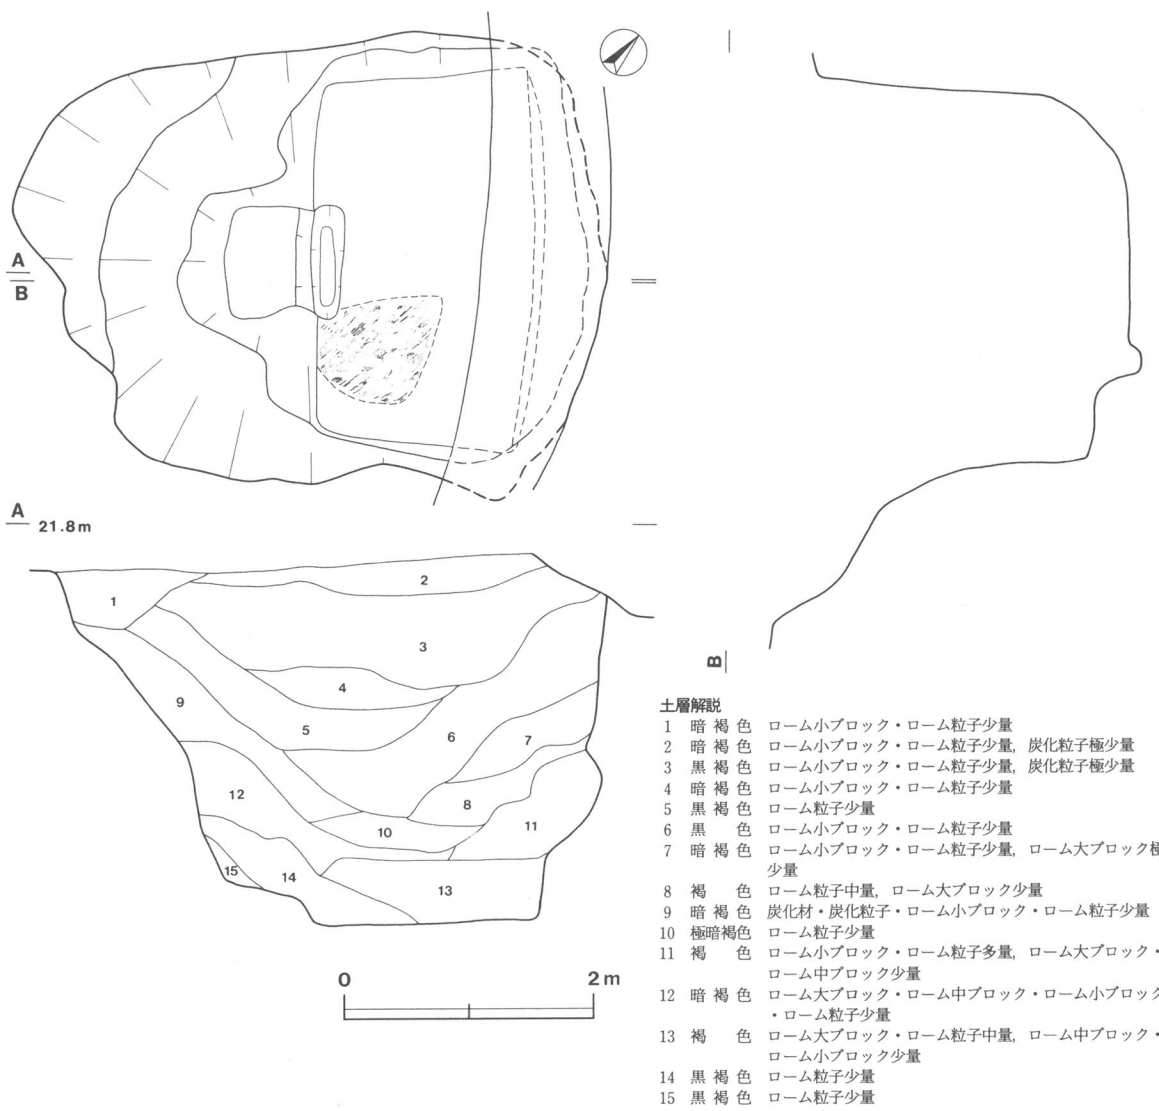 A
B
A 21.8m
1
2
3
4
5
6
7
8
9
10
11
12
13
14
15
0 2m
B
土層解説
1 暗褐色 ローム小ブロック・ローム粒子少量
2 暗褐色 ローム小ブロック・ローム粒子少量，炭化粒子極少量
3 黒褐色 ローム小ブロック・ローム粒子少量，炭化粒子極少量
4 暗褐色 ローム小ブロック・ローム粒子少量
5 黒褐色 ローム粒子少量
6 黒色 ローム小ブロック・ローム粒子少量
7 暗褐色 ローム小ブロック・ローム粒子少量，ローム大ブロック極
少量
8 褐色 ローム粒子中量，ローム大ブロック少量
9 暗褐色 炭化材・炭化粒子・ローム小ブロック・ローム粒子少量
10 極暗褐色 ローム粒子少量
11 褐色 ローム小ブロック・ローム粒子多量，ローム大ブロック・
ローム中ブロック少量
12 暗褐色 ローム大ブロック・ローム中ブロック・ローム小ブロック
・ローム粒子少量
13 褐色 ローム大ブロック・ローム粒子中量，ローム中ブロック・
ローム小ブロック少量
14 黒褐色 ローム粒子少量
15 黒褐色 ローム粒子少量